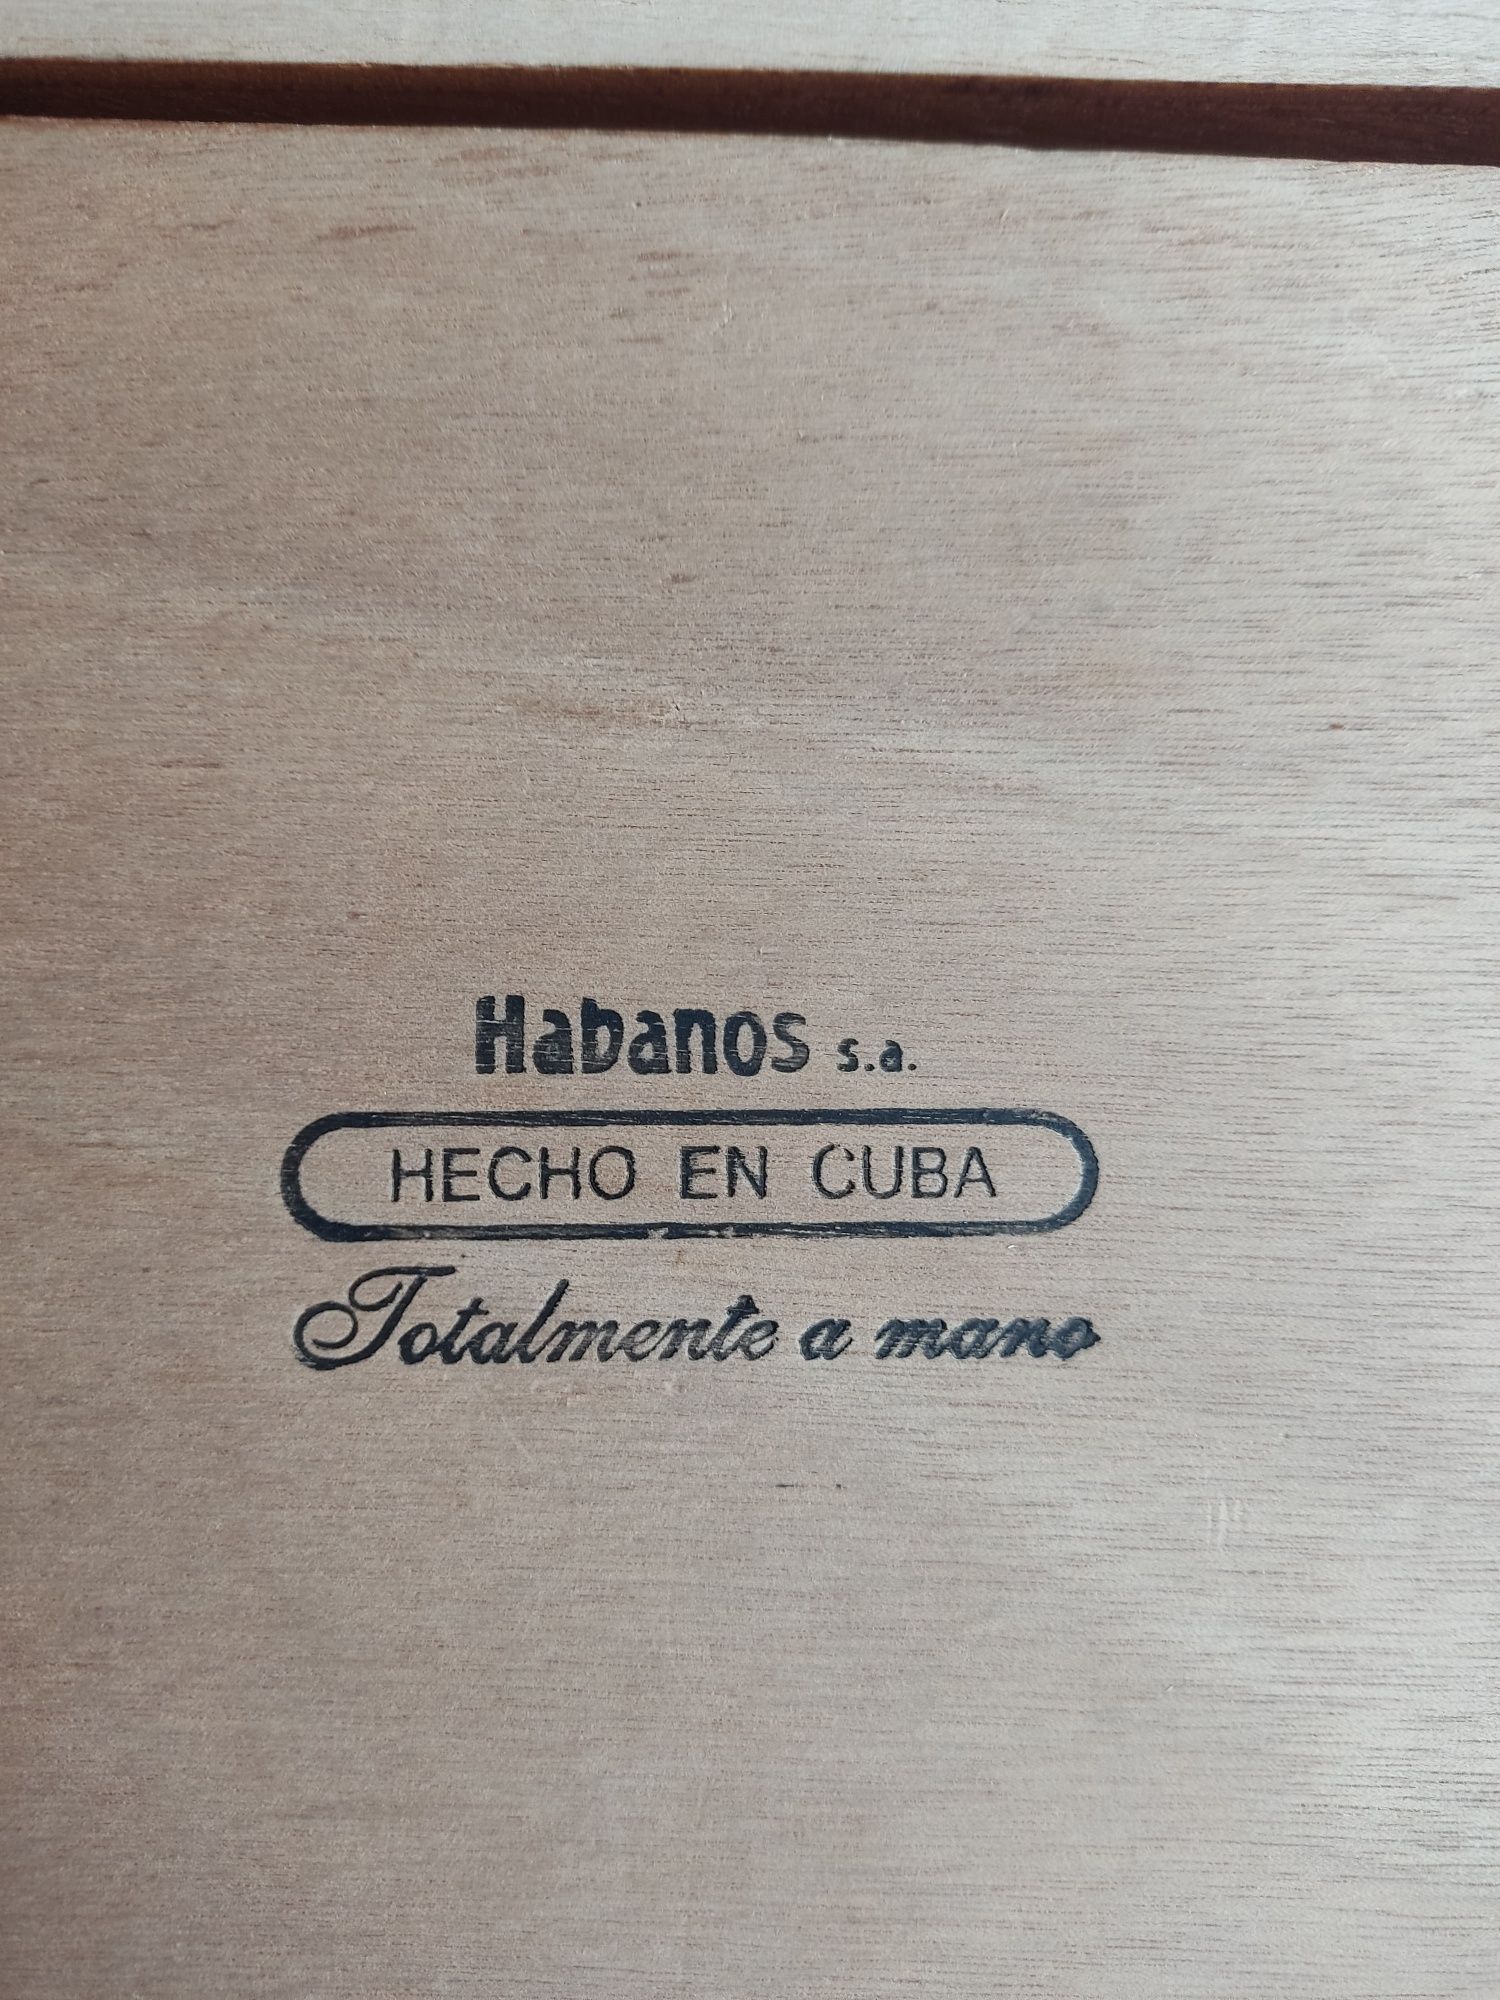 Habanos s.a.
HECHO EN CUBA
Totalmente a mano